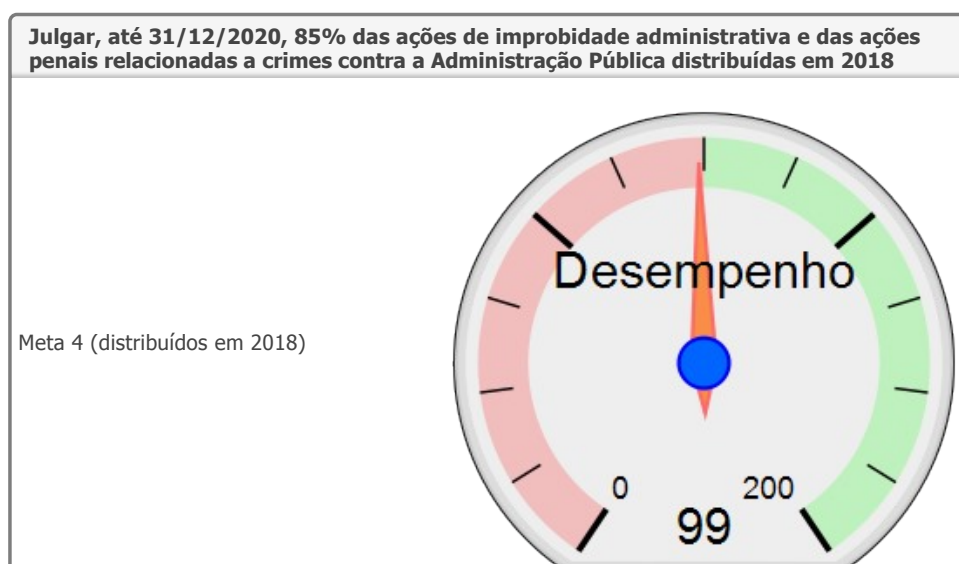 Julgar, até 31/12/2020, 85% das ações de improbidade administrativa e das ações
penais relacionadas a crimes contra a Administração Pública distribuídas em 2018
Desempenho
Meta 4 (distribuídos em 2018)
0
200
99